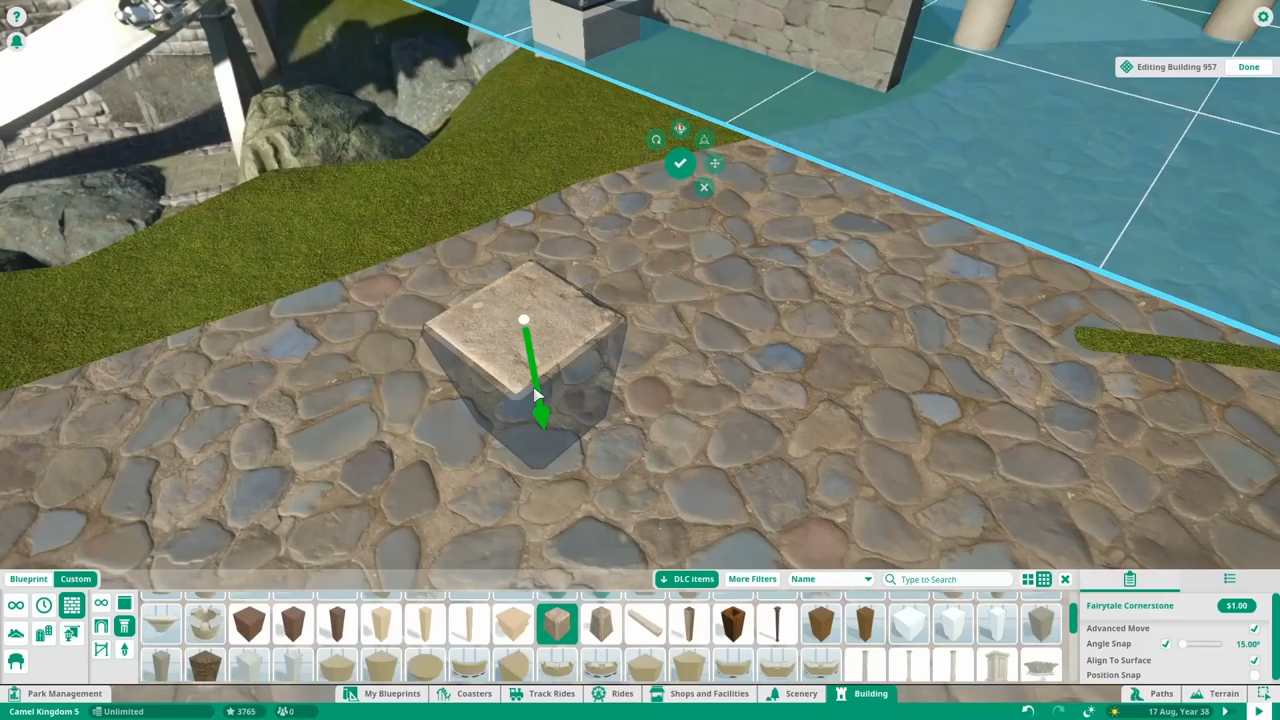 ?
Editing Building 957 Done
Blueprint Custom
DLC items More Filters Name Type to Search
Fairytale Cornerstone $1.00
Advanced Move
Angle Snap 15.00°
Align To Surface
Position Snap
Park Management My Blueprints Coasters Track Rides Rides Shops and Facilities Scenery Building Paths Terrain
Camel Kingdom 5 Unlimited 3765 0 17 Aug, Year 38